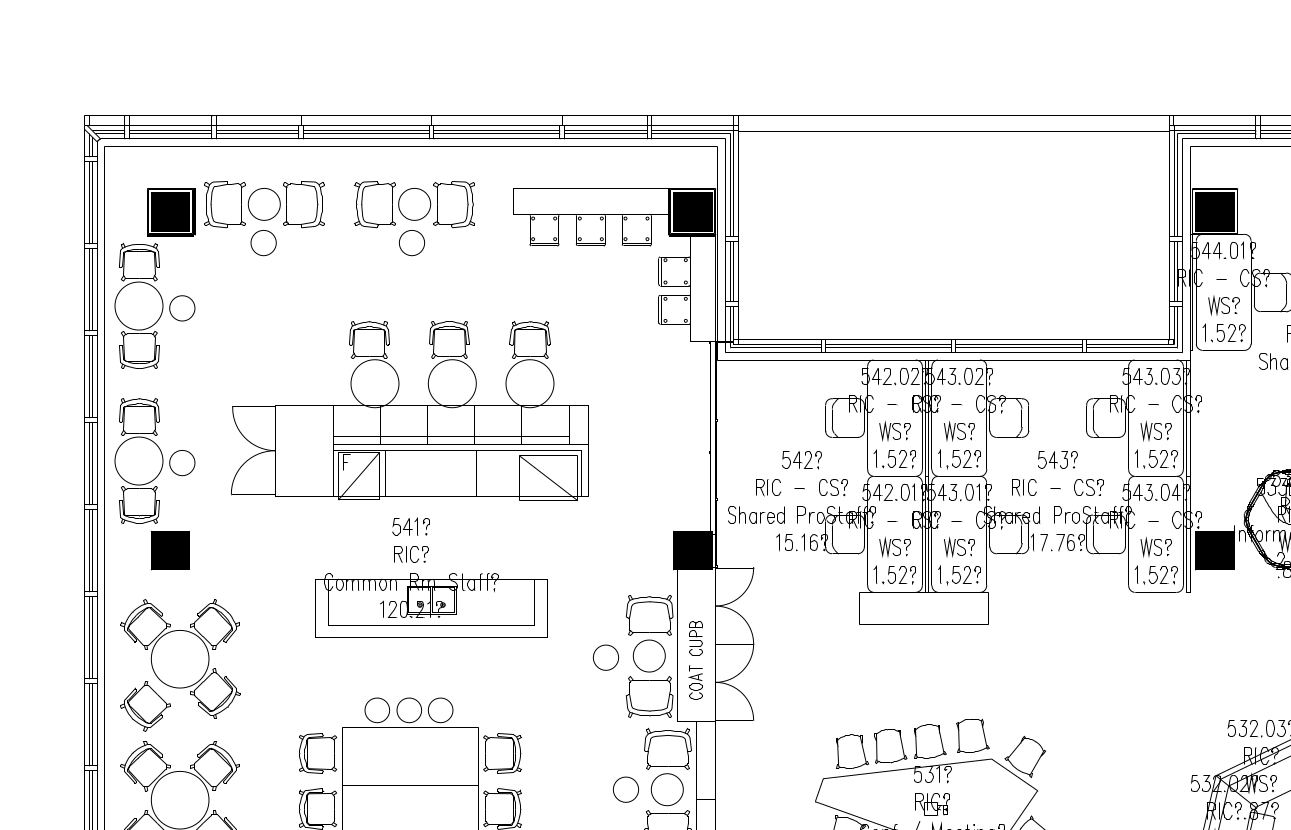 544.01?
RIC - CS?
WS?
1.52?
Sha
542.02?
RIC - CS?
WS?
1.52?
543.02?
RIC - CS?
WS?
1.52?
543.03?
RIC - CS?
WS?
1.52?
542?
RIC - CS?
Shared ProStaff?
15.16?
543?
RIC - CS?
Shared ProStaff?
17.76?
542.01?
RIC - CS?
WS?
1.52?
543.01?
RIC - CS?
WS?
1.52?
543.04?
RIC - CS?
WS?
1.52?
F
541?
RIC?
Common Rm Staff?
120.21?
COAT CUPB
531?
RIC?
Conf / Meeting?
532.03?
RIC?
WS?
532.02?
RIC?
.87?
Inform